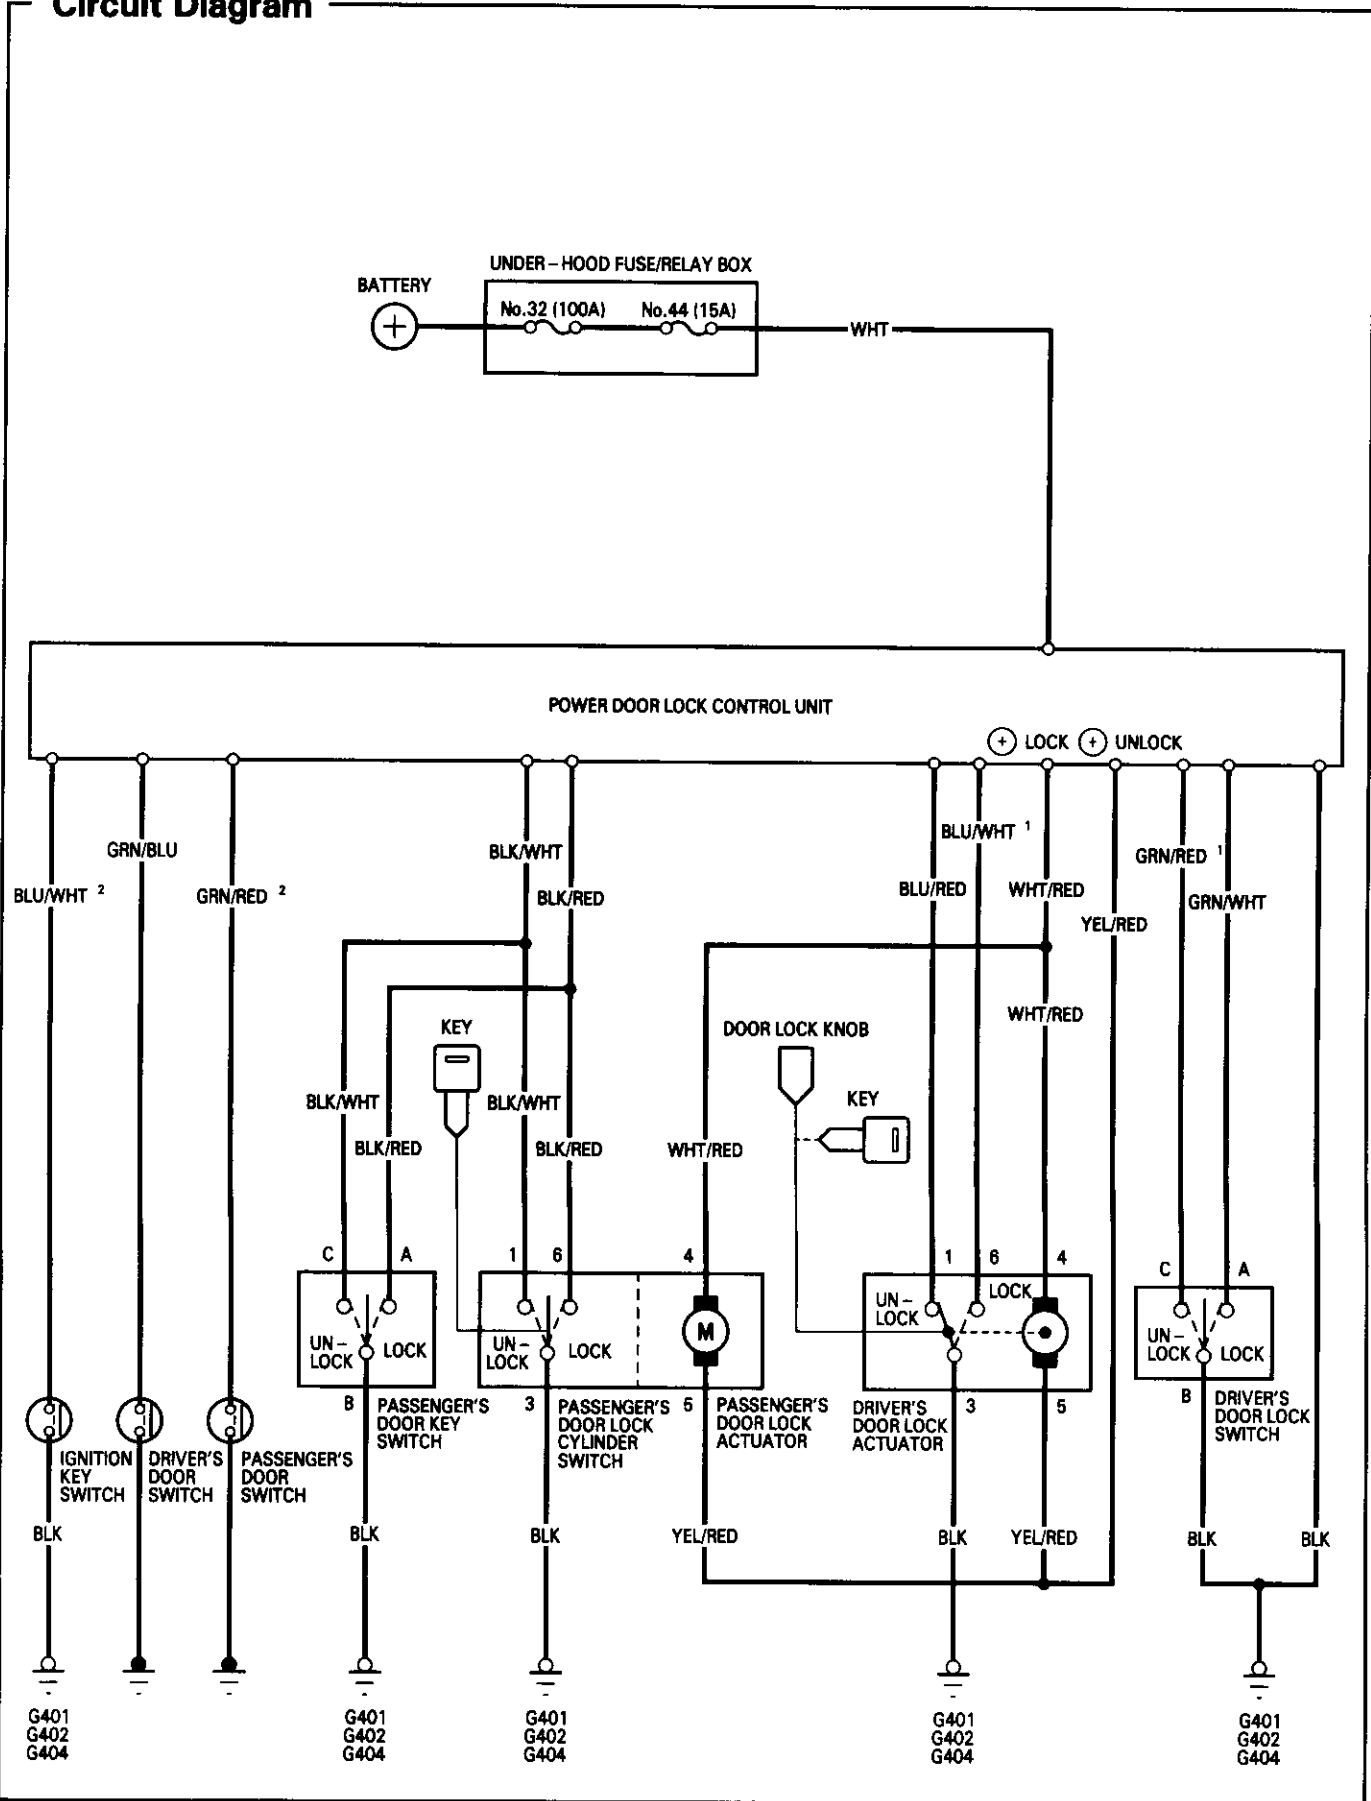 Circuit Diagram
UNDER-HOOD FUSE/RELAY BOX
BATTERY
No.32 (100A)
No.44 (15A)
+
WHT
POWER DOOR LOCK CONTROL UNIT
+ LOCK + UNLOCK
BLU/WHT 1
GRN/BLU
BLK/WHT
GRN/RED 1
BLU/WHT 2
GRN/RED 2
BLK/RED
BLU/RED
WHT/RED
GRN/WHT
YEL/RED
WHT/RED
KEY
DOOR LOCK KNOB
KEY
BLK/WHT
BLK/WHT
BLK/RED
BLK/RED
WHT/RED
C
A
1
6
4
1
6
4
C
A
UN-
LOCK
LOCK
UN-
LOCK
LOCK
M
UN-
LOCK
LOCK
UN-
LOCK
LOCK
B
PASSENGER'S
DOOR KEY
SWITCH
3
PASSENGER'S
DOOR LOCK
CYLINDER
SWITCH
5
PASSENGER'S
DOOR LOCK
ACTUATOR
DRIVER'S
DOOR LOCK
ACTUATOR
3
5
B
DRIVER'S
DOOR LOCK
SWITCH
IGNITION
KEY
SWITCH
DRIVER'S
DOOR
SWITCH
PASSENGER'S
DOOR
SWITCH
BLK
BLK
BLK
YEL/RED
BLK
YEL/RED
BLK
BLK
G401
G402
G404
G401
G402
G404
G401
G402
G404
G401
G402
G404
G401
G402
G404